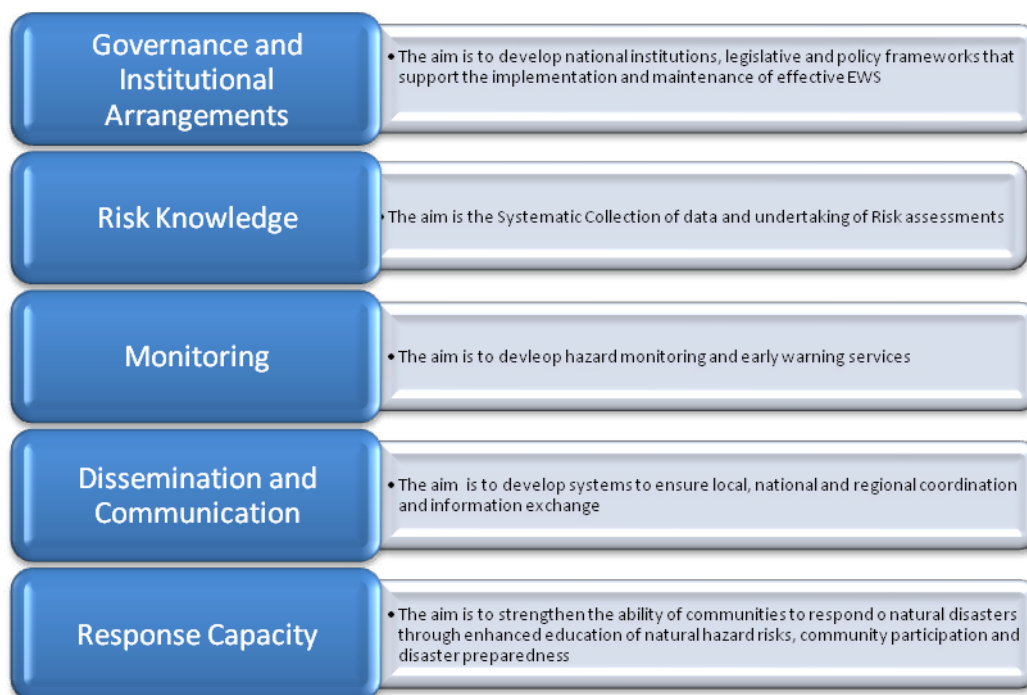 Governance and
Institutional
Arrangements
• The aim is to develop national institutions, legislative and policy frameworks that
support the implementation and maintenance of effective EWS
Risk Knowledge
• The aim is the Systematic Collection of data and undertaking of Risk assessments
Monitoring
• The aim is to devleop hazard monitoring and early warning services
Dissemination and
Communication
• The aim is to develop systems to ensure local, national and regional coordination
and information exchange
Response Capacity
• The aim is to strengthen the ability of communities to respond o natural disasters
through enhanced education of natural hazard risks, community participation and
disaster preparedness